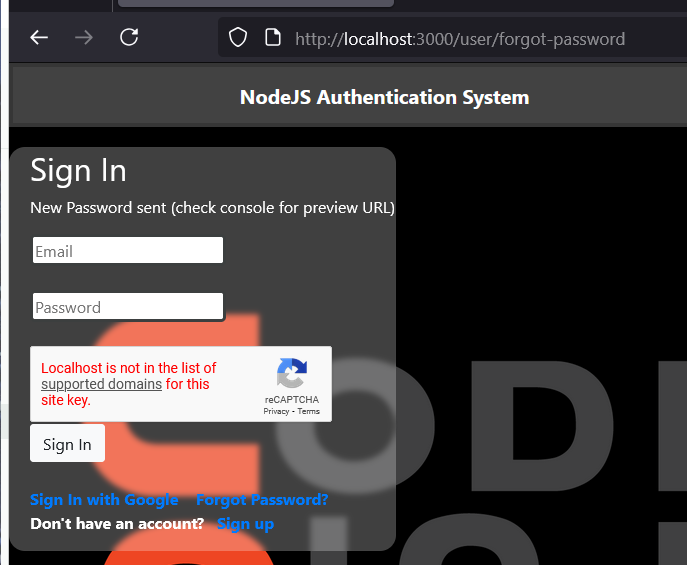 http://localhost:3000/user/forgot-password
NodeJS Authentication System
Sign In
New Password sent (check console for preview URL)
Email
Password
Localhost is not in the list of
supported domains for this
site key.
reCAPTCHA
Privacy - Terms
Sign In
Sign In with Google Forgot Password?
Don't have an account? Sign up